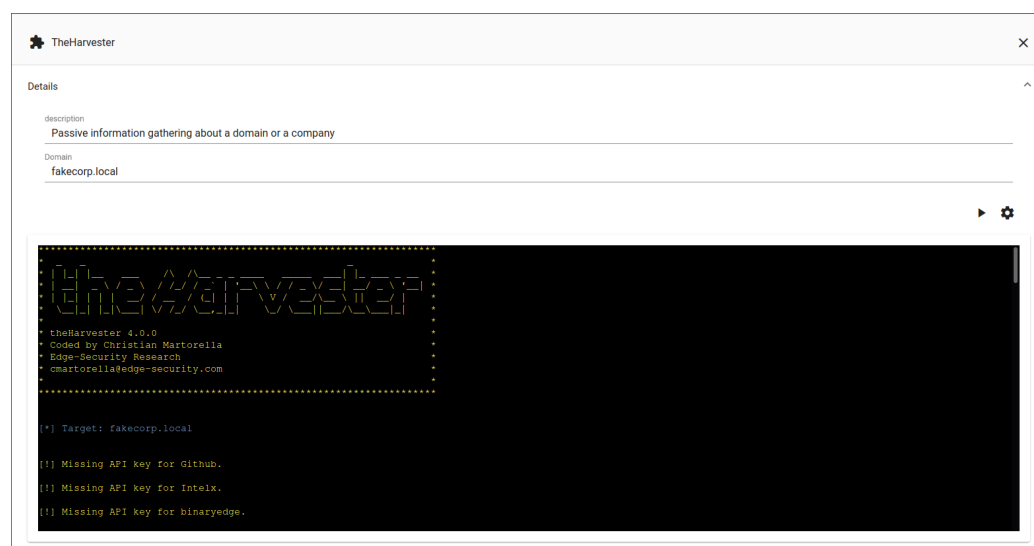 TheHarvester
Details
description
Passive information gathering about a domain or a company
Domain
fakecorp.local
*******************************************************************
theHarvester
* theHarvester 4.0.0 *
* Coded by Christian Martorella *
* Edge-Security Research *
* cmartorella@edge-security.com *
* *
*******************************************************************
[*] Target: fakecorp.local
[!] Missing API key for Github.
[!] Missing API key for Intelx.
[!] Missing API key for binaryedge.